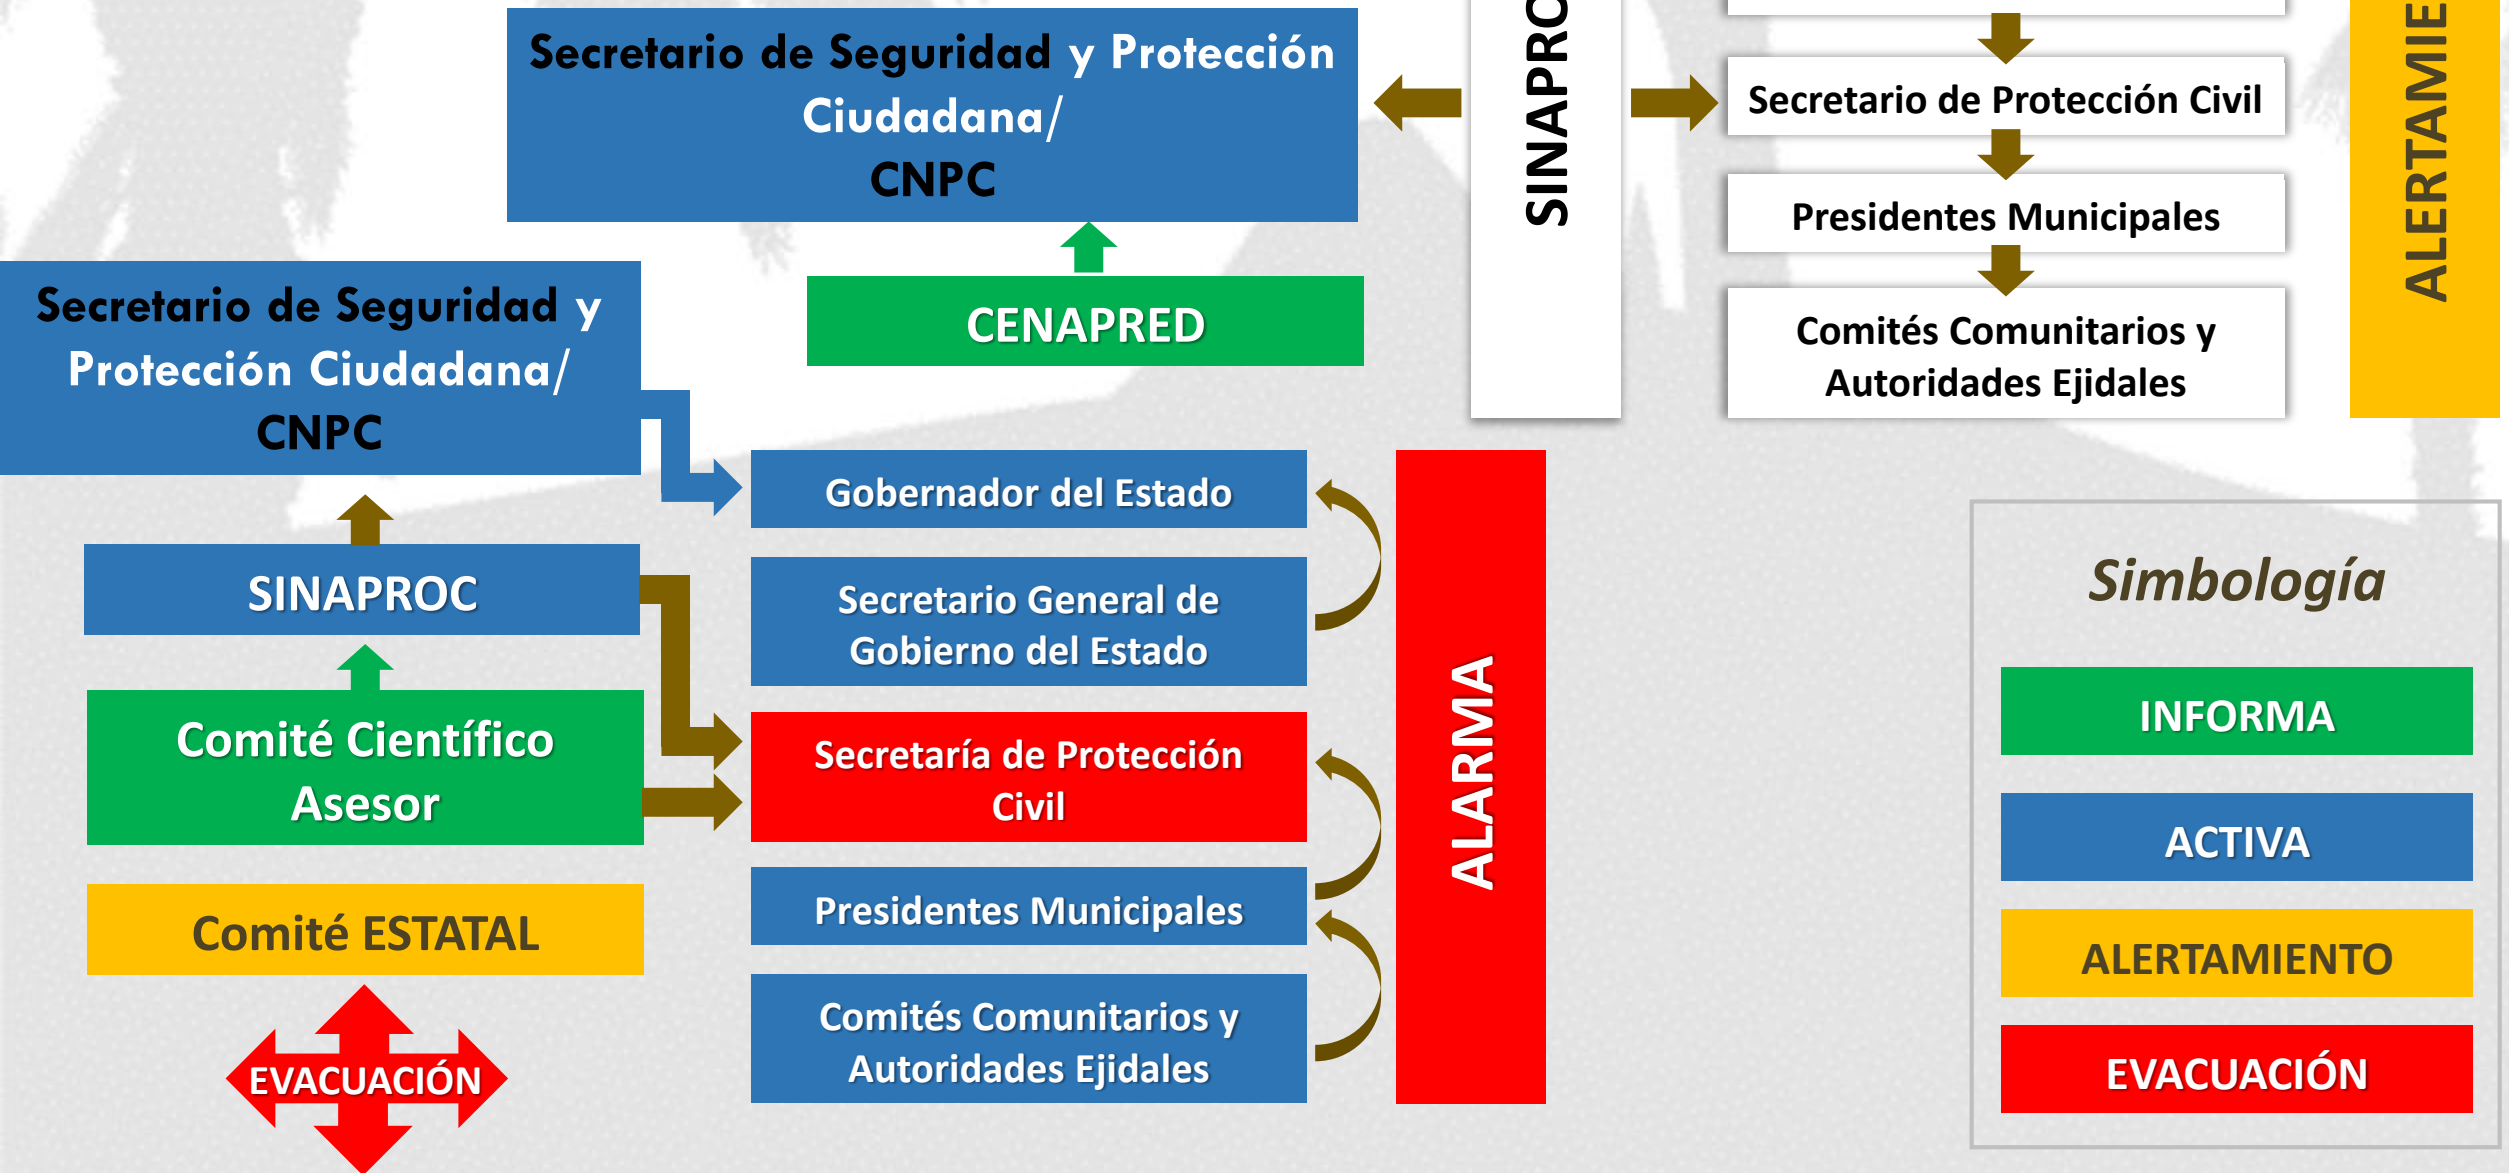 Secretario de Seguridad y Protección
Ciudadana/
CNPC
CENAPRED
SINAPRO
Secretario de Protección Civil
Presidentes Municipales
Comités Comunitarios y
Autoridades Ejidales
ALERTAMIE
Secretario de Seguridad y
Protección Ciudadana/
CNPC
SINAPROC
Comité Científico
Asesor
Comité ESTATAL
EVACUACIÓN
Gobernador del Estado
Secretario General de
Gobierno del Estado
Secretaría de Protección
Civil
Presidentes Municipales
Comités Comunitarios y
Autoridades Ejidales
ALARMA
Simbología
INFORMA
ACTIVA
ALERTAMIENTO
EVACUACIÓN